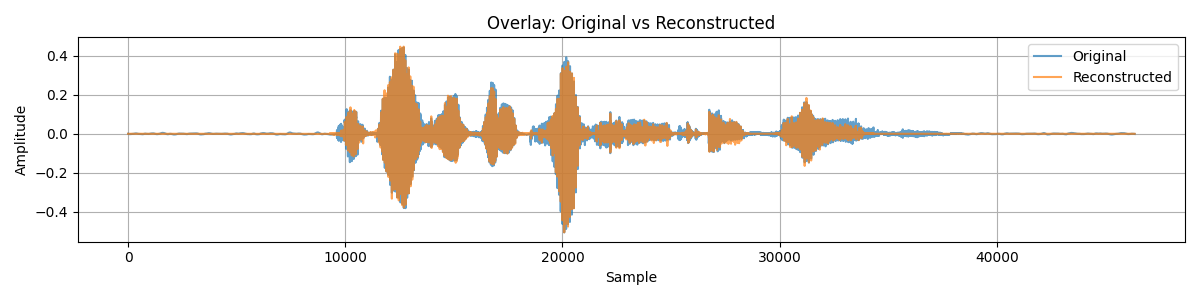 Overlay: Original vs Reconstructed
Original
Reconstructed
Amplitude
0.4
0.2
0.0
−0.2
−0.4
0 10000 20000 30000 40000
Sample